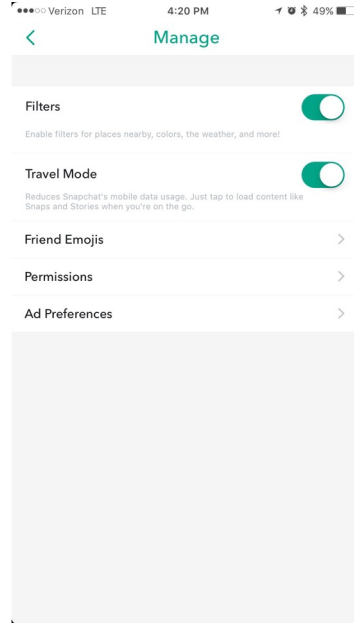 Verizon LTE 4:20 PM 49%
Manage
Filters
Enable filters for places nearby, colors, the weather, and more!
Travel Mode
Reduces Snapchat's mobile data usage. Just tap to load content like
Snaps and Stories when you're on the go.
Friend Emojis
Permissions
Ad Preferences